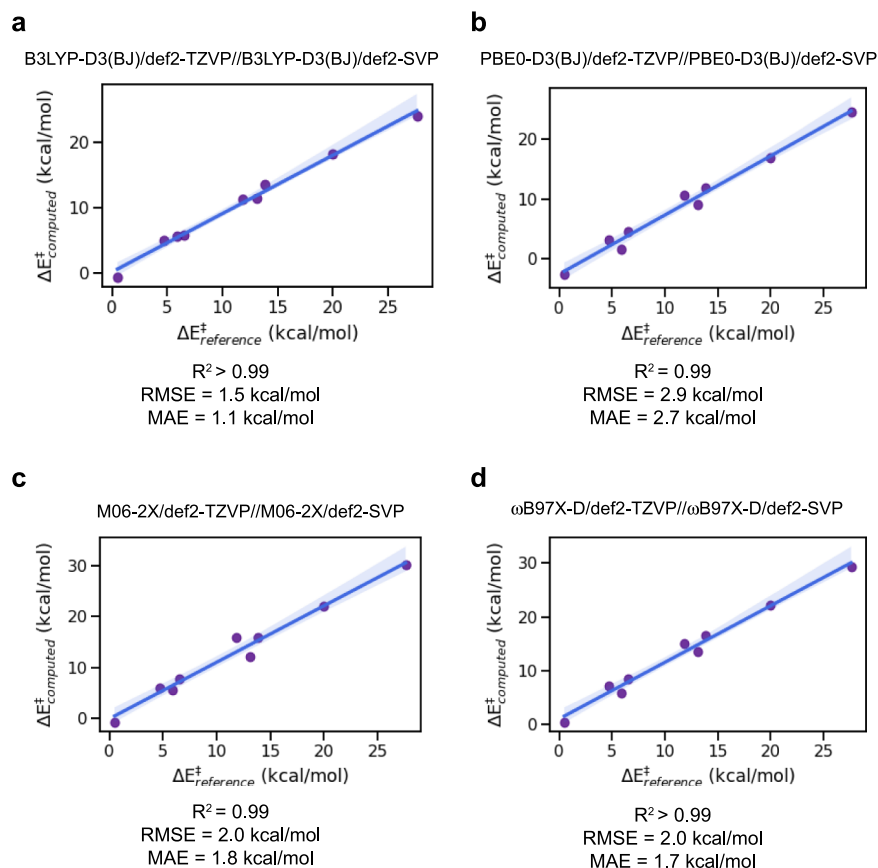 a
B3LYP-D3(BJ)/def2-TZVP//B3LYP-D3(BJ)/def2-SVP
ΔE‡computed (kcal/mol)
20
10
0
0 5 10 15 20 25
ΔE‡reference (kcal/mol)
R² > 0.99
RMSE = 1.5 kcal/mol
MAE = 1.1 kcal/mol
b
PBE0-D3(BJ)/def2-TZVP//PBE0-D3(BJ)/def2-SVP
ΔE‡computed (kcal/mol)
20
10
0
0 5 10 15 20 25
ΔE‡reference (kcal/mol)
R² = 0.99
RMSE = 2.9 kcal/mol
MAE = 2.7 kcal/mol
c
M06-2X/def2-TZVP//M06-2X/def2-SVP
ΔE‡computed (kcal/mol)
30
20
10
0
0 5 10 15 20 25
ΔE‡reference (kcal/mol)
R² = 0.99
RMSE = 2.0 kcal/mol
MAE = 1.8 kcal/mol
d
ωB97X-D/def2-TZVP//ωB97X-D/def2-SVP
ΔE‡computed (kcal/mol)
30
20
10
0
0 5 10 15 20 25
ΔE‡reference (kcal/mol)
R² > 0.99
RMSE = 2.0 kcal/mol
MAE = 1.7 kcal/mol